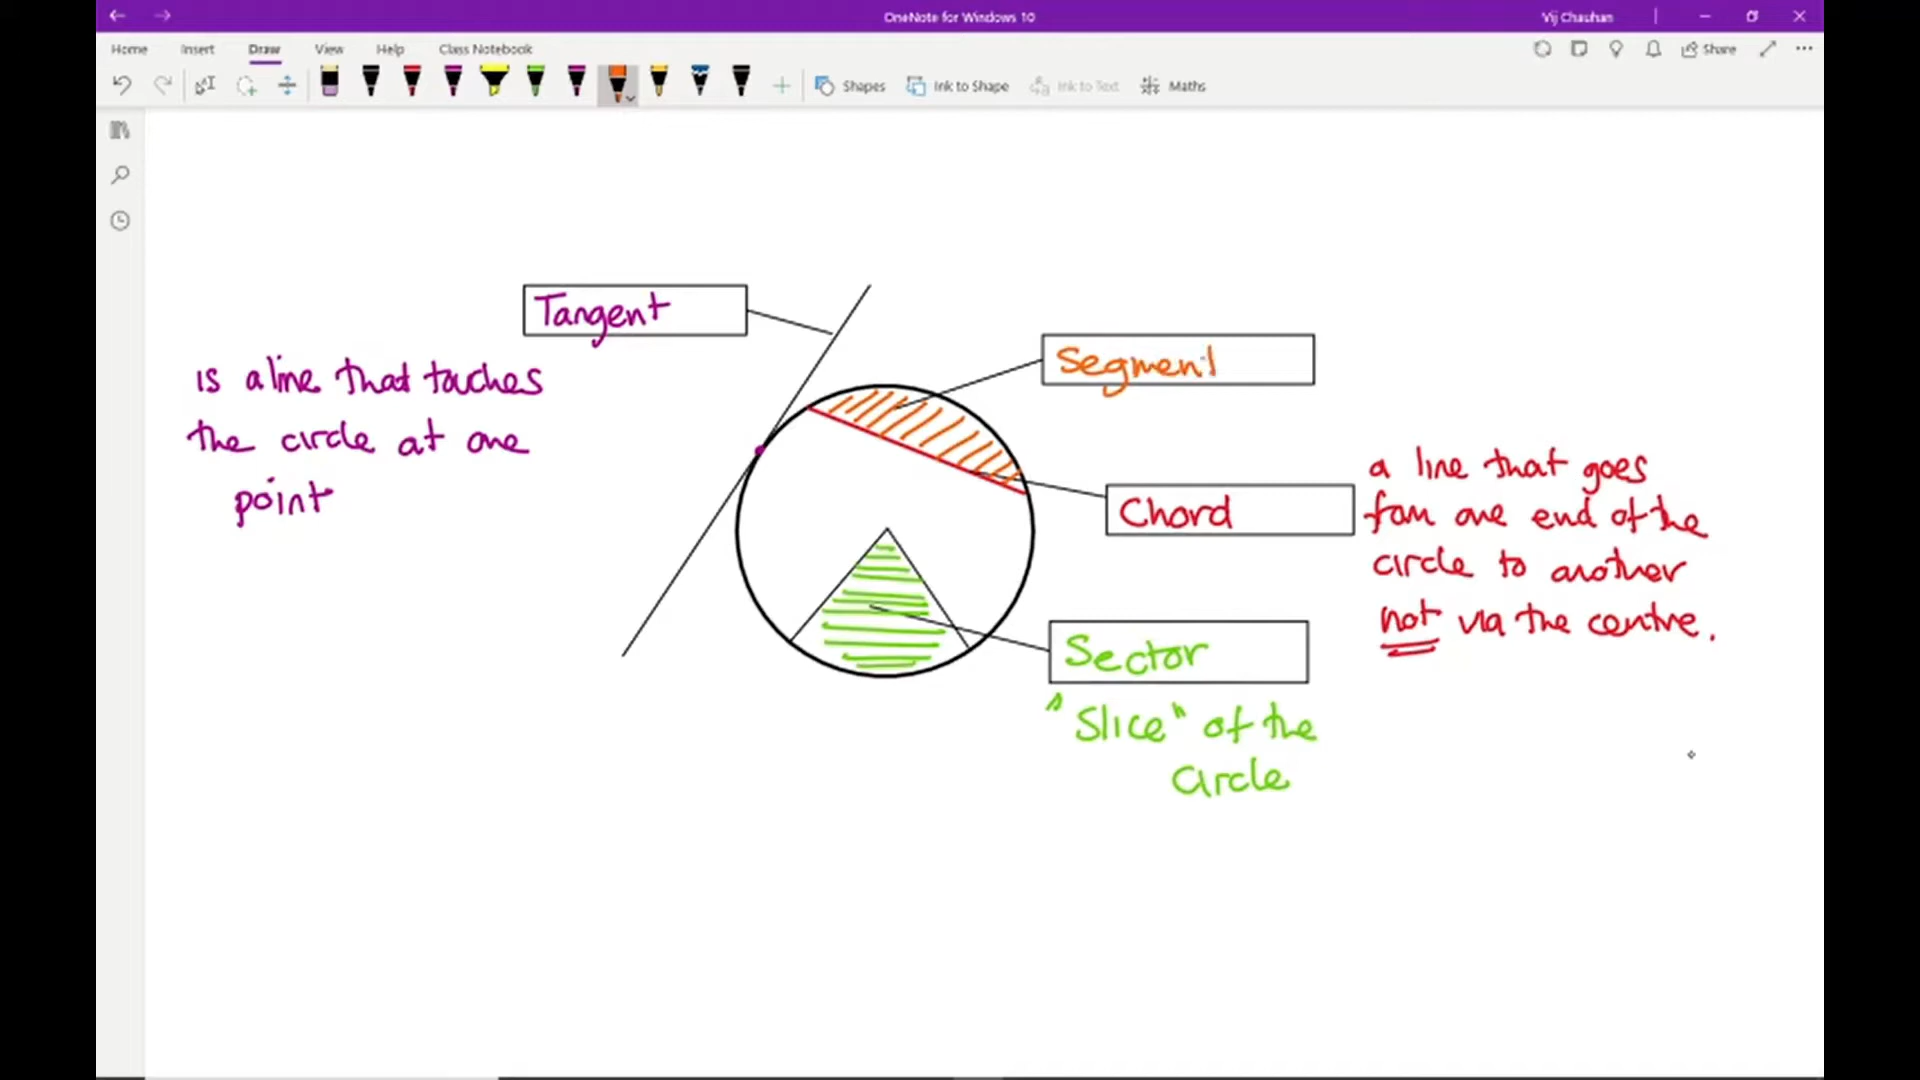 OneNote for Windows 10
Vij Chauhan
Home Insert Draw View Help Class Notebook
Share
Shapes Ink to Shape Ink to Text Maths
Tangent
is a line that touches
the circle at one
point
Segment
Chord
a line that goes
from one end of the
circle to another
not via the centre.
Sector
"Slice" of the
circle